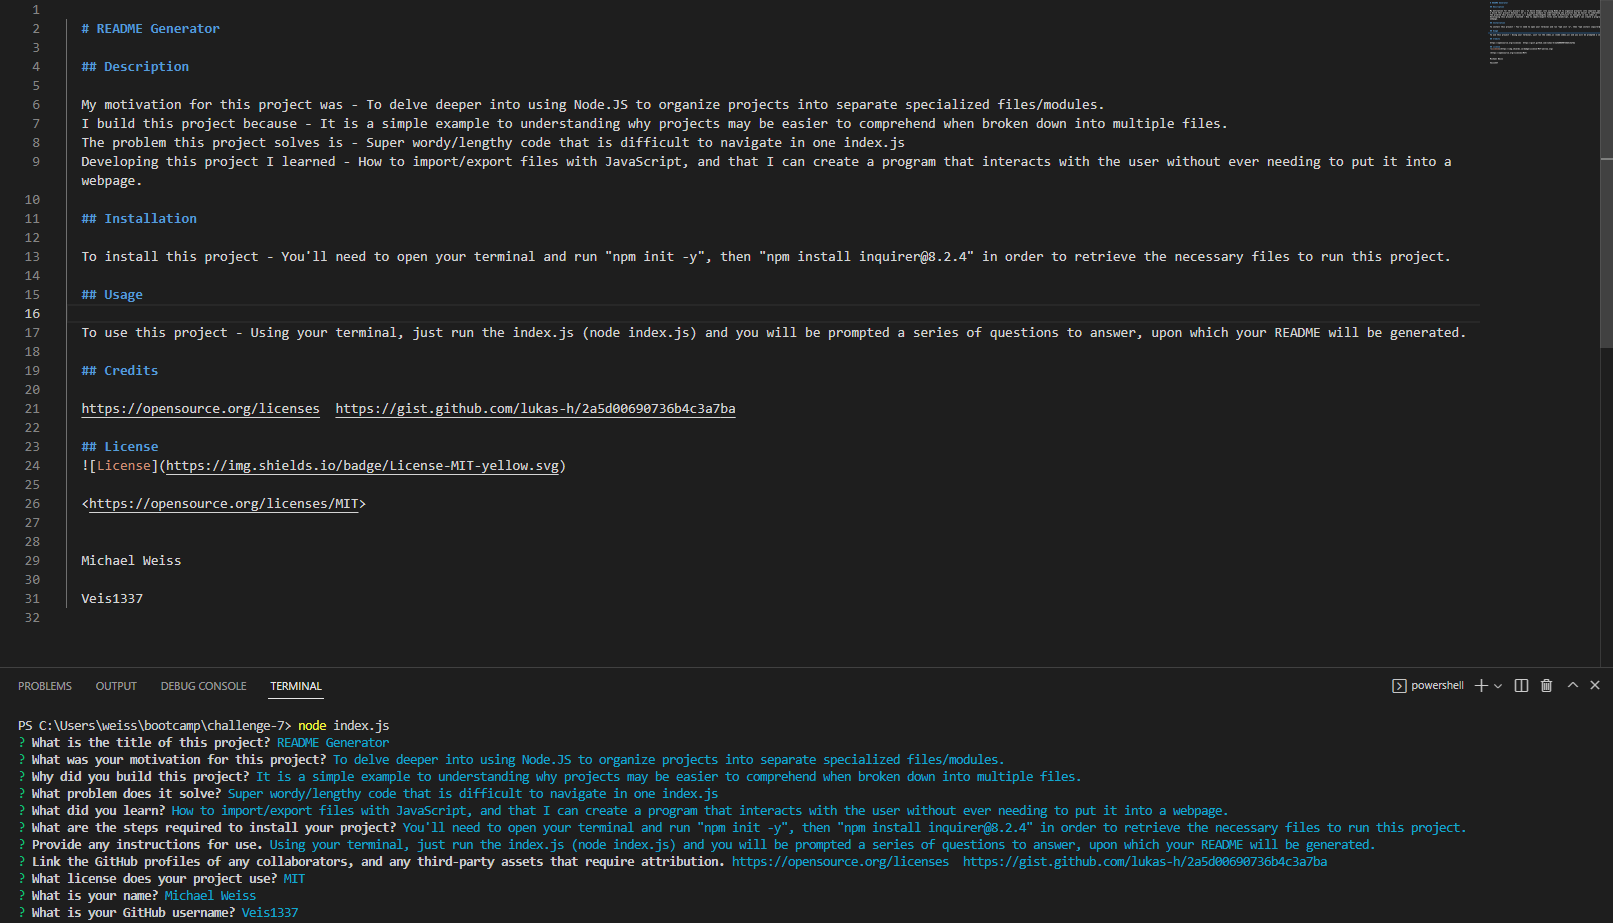 1
2 # README Generator
3
4 ## Description
5
6 My motivation for this project was - To delve deeper into using Node.JS to organize projects into separate specialized files/modules.
7 I build this project because - It is a simple example to understanding why projects may be easier to comprehend when broken down into multiple files.
8 The problem this project solves is - Super wordy/lengthy code that is difficult to navigate in one index.js
9 Developing this project I learned - How to import/export files with JavaScript, and that I can create a program that interacts with the user without ever needing to put it into a
webpage.
10
11 ## Installation
12
13 To install this project - You'll need to open your terminal and run "npm init -y", then "npm install inquirer@8.2.4" in order to retrieve the necessary files to run this project.
14
15 ## Usage
16
17 To use this project - Using your terminal, just run the index.js (node index.js) and you will be prompted a series of questions to answer, upon which your README will be generated.
18
19 ## Credits
20
21 https://opensource.org/licenses  https://gist.github.com/lukas-h/2a5d00690736b4c3a7ba
22
23 ## License
24 ![License](https://img.shields.io/badge/License-MIT-yellow.svg)
25
26 <https://opensource.org/licenses/MIT>
27
28
29 Michael Weiss
30
31 Veis1337
32
PROBLEMS OUTPUT DEBUG CONSOLE TERMINAL powershell
PS C:\Users\weiss\bootcamp\challenge-7> node index.js
? What is the title of this project? README Generator
? What was your motivation for this project? To delve deeper into using Node.JS to organize projects into separate specialized files/modules.
? Why did you build this project? It is a simple example to understanding why projects may be easier to comprehend when broken down into multiple files.
? What problem does it solve? Super wordy/lengthy code that is difficult to navigate in one index.js
? What did you learn? How to import/export files with JavaScript, and that I can create a program that interacts with the user without ever needing to put it into a webpage.
? What are the steps required to install your project? You'll need to open your terminal and run "npm init -y", then "npm install inquirer@8.2.4" in order to retrieve the necessary files to run this project.
? Provide any instructions for use. Using your terminal, just run the index.js (node index.js) and you will be prompted a series of questions to answer, upon which your README will be generated.
? Link the GitHub profiles of any collaborators, and any third-party assets that require attribution. https://opensource.org/licenses  https://gist.github.com/lukas-h/2a5d00690736b4c3a7ba
? What license does your project use? MIT
? What is your name? Michael Weiss
? What is your GitHub username? Veis1337